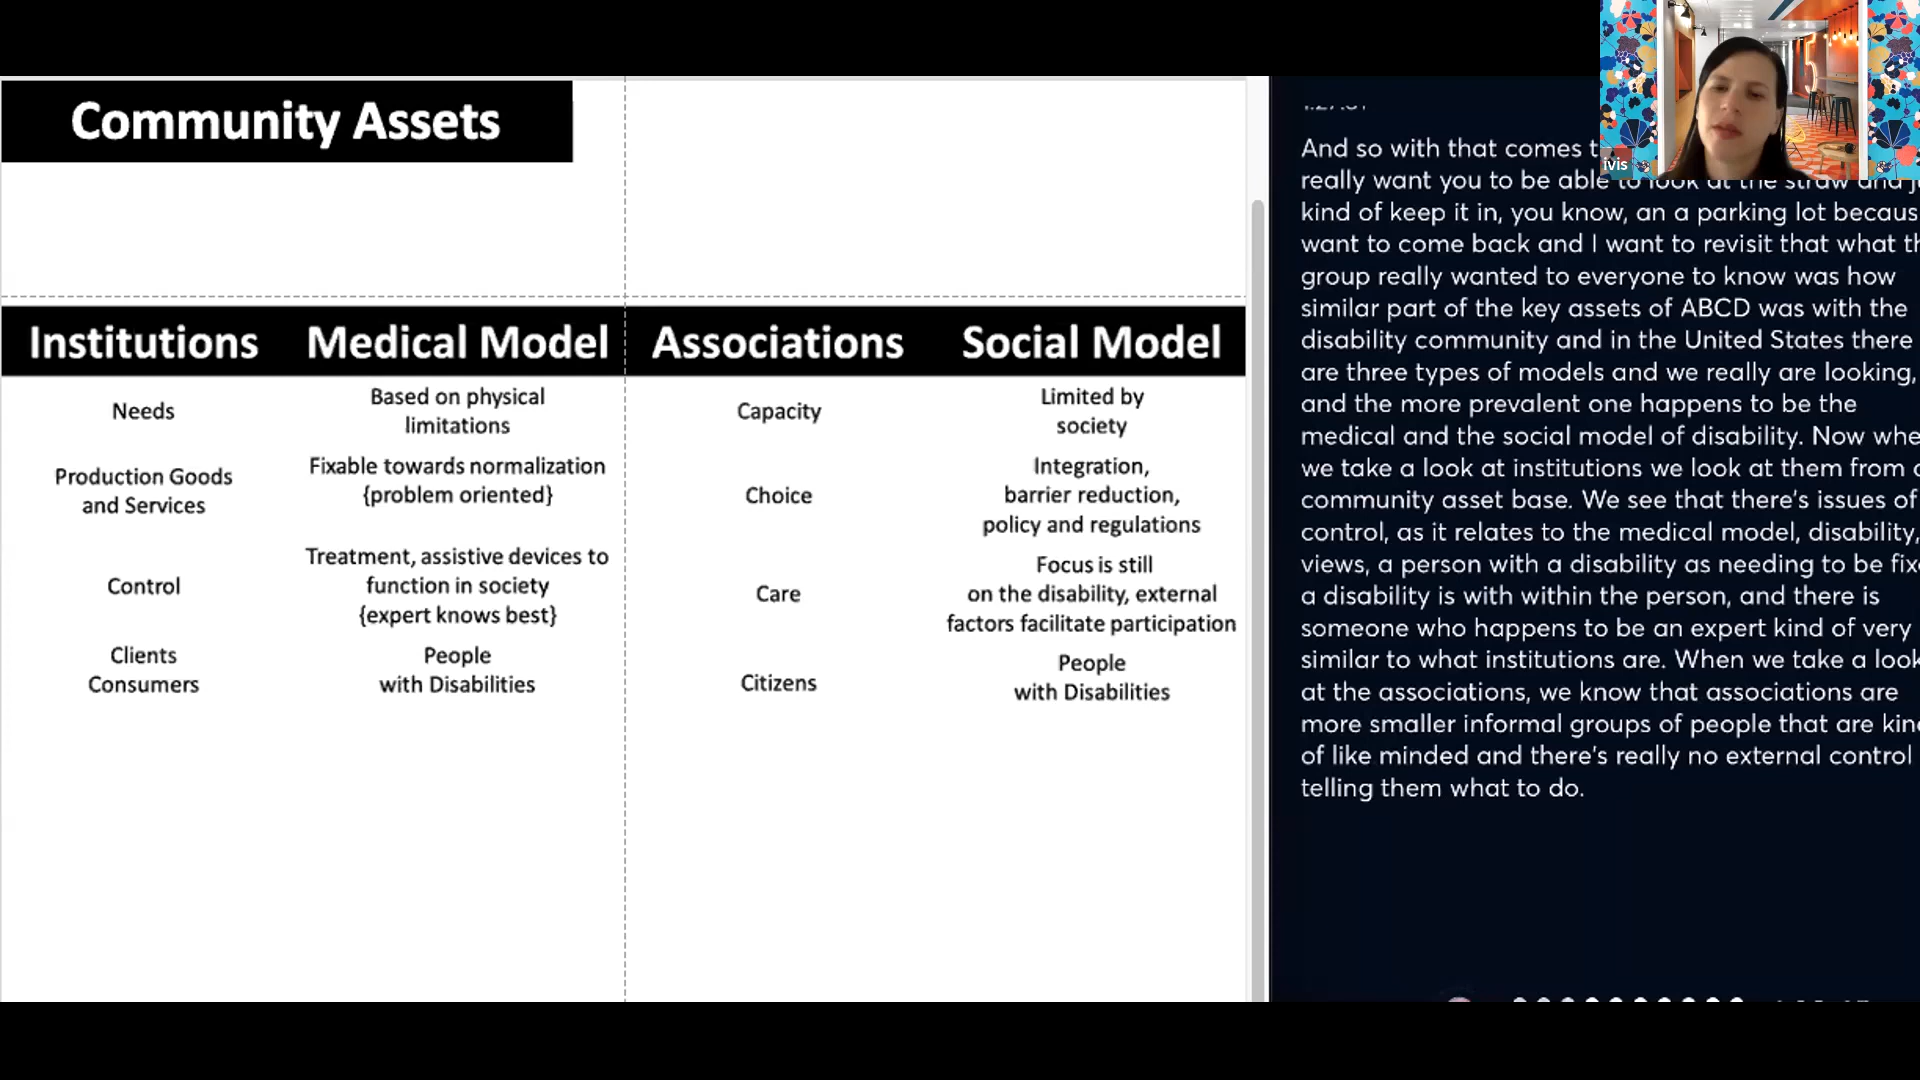 Community Assets
Institutions
Medical Model
Associations
Social Model
Needs
Based on physical
limitations
Capacity
Limited by
society
Production Goods
and Services
Fixable towards normalization
{problem oriented}
Choice
Integration,
barrier reduction,
policy and regulations
Control
Treatment, assistive devices to
function in society
{expert knows best}
Care
Focus is still
on the disability, external
factors facilitate participation
Clients
Consumers
People
with Disabilities
Citizens
People
with Disabilities
ivis
And so with that comes
really want you to be able to look at the straw and
kind of keep it in, you know, an a parking lot becaus
want to come back and I want to revisit that what th
group really wanted to everyone to know was how
similar part of the key assets of ABCD was with the
disability community and in the United States there
are three types of models and we really are looking,
and the more prevalent one happens to be the
medical and the social model of disability. Now whe
we take a look at institutions we look at them from
community asset base. We see that there's issues of
control, as it relates to the medical model, disability,
views, a person with a disability as needing to be fix
a disability is with within the person, and there is
someone who happens to be an expert kind of very
similar to what institutions are. When we take a look
at the associations, we know that associations are
more smaller informal groups of people that are kin
of like minded and there's really no external control
telling them what to do.